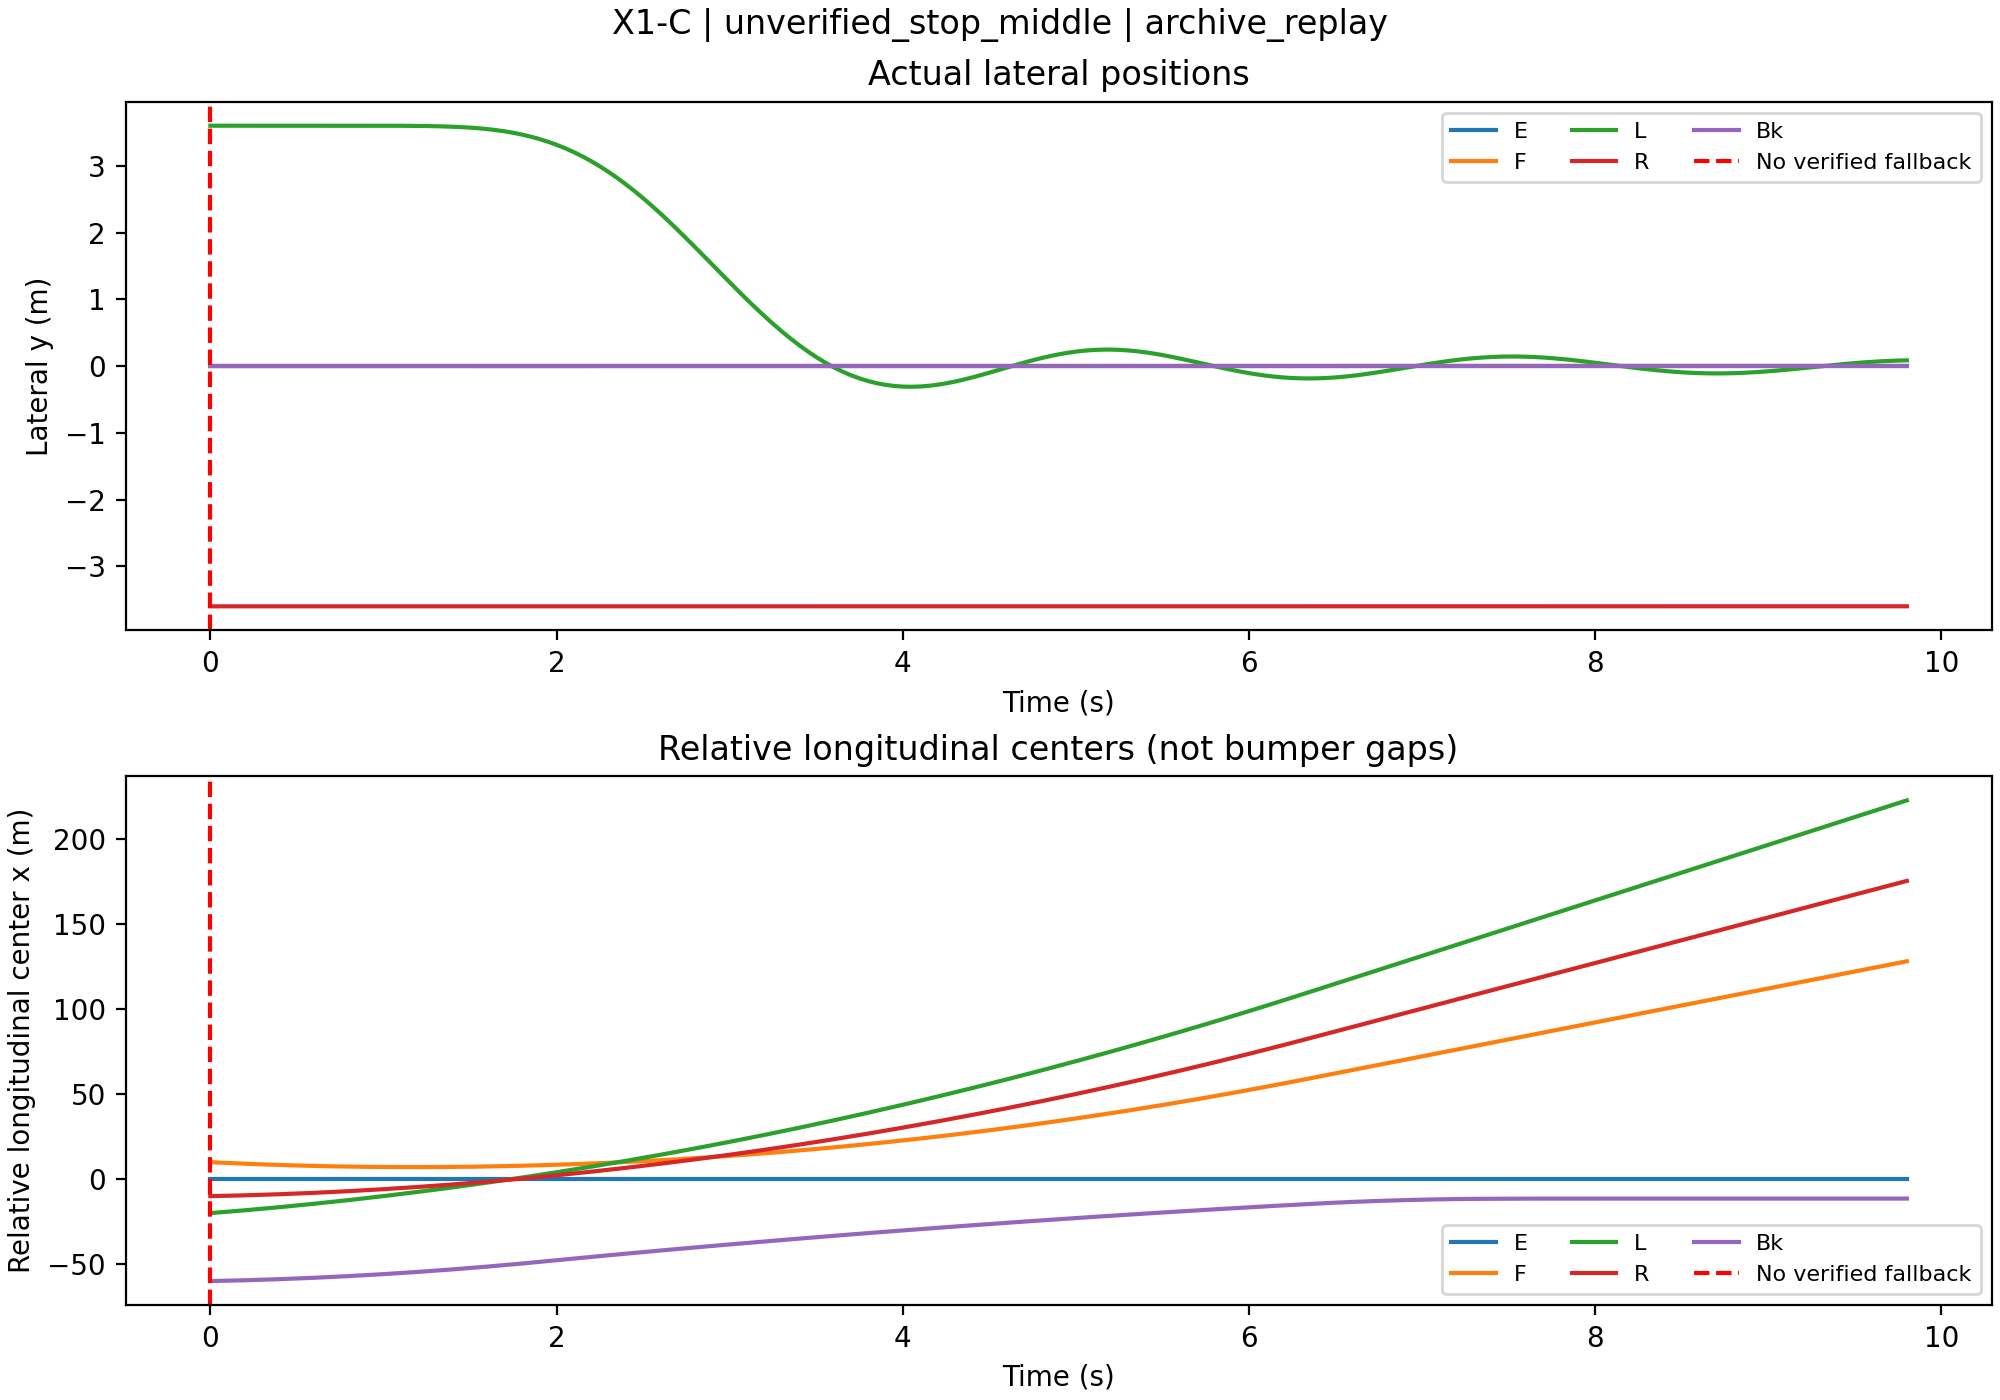 X1-C | unverified_stop_middle | archive_replay
Actual lateral positions
E L Bk
F R No verified fallback
Lateral y (m)
3
2
1
0
−1
−2
−3
0 2 4 6 8 10
Time (s)
Relative longitudinal centers (not bumper gaps)
Relative longitudinal center x (m)
200
150
100
50
0
−50
E L Bk
F R No verified fallback
0 2 4 6 8 10
Time (s)